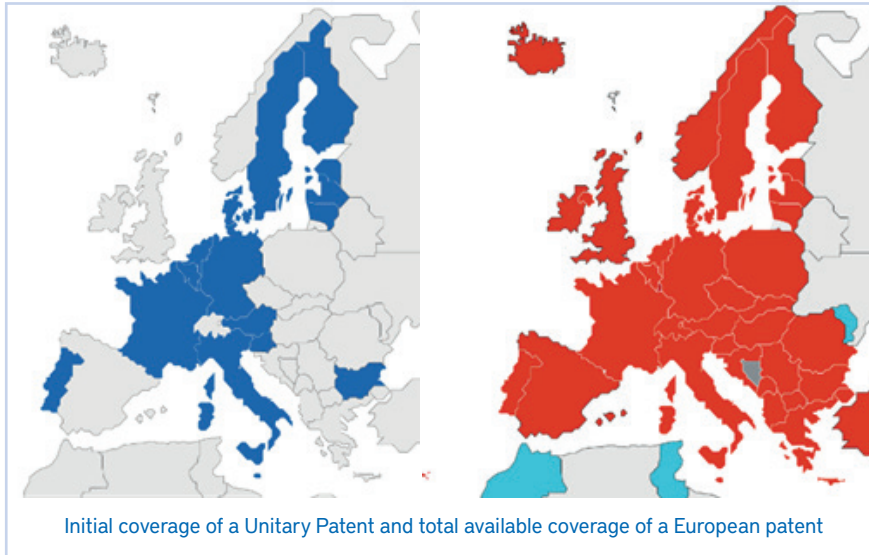 Initial coverage of a Unitary Patent and total available coverage of a European patent